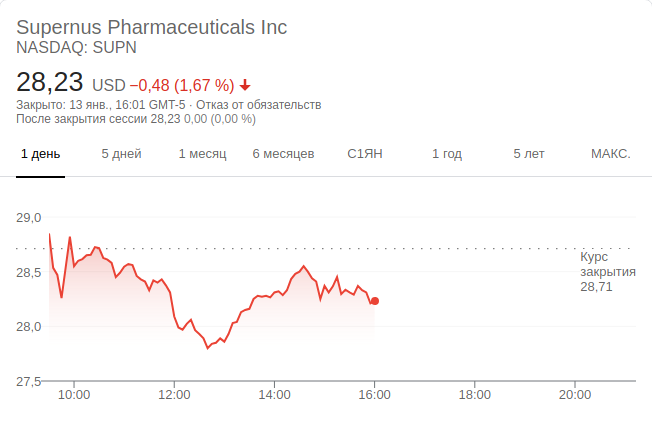 Supernus Pharmaceuticals Inc
NASDAQ: SUPN
28,23 USD −0,48 (1,67 %)
Закрыто: 13 янв., 16:01 GMT-5 · Отказ от обязательств
После закрытия сессии 28,23 0,00 (0,00 %)
1 день 5 дней 1 месяц 6 месяцев С1ЯН 1 год 5 лет МАКС.
29,0
Курс
закрытия
28,71
28,5
28,0
27,5
10:00 12:00 14:00 16:00 18:00 20:00